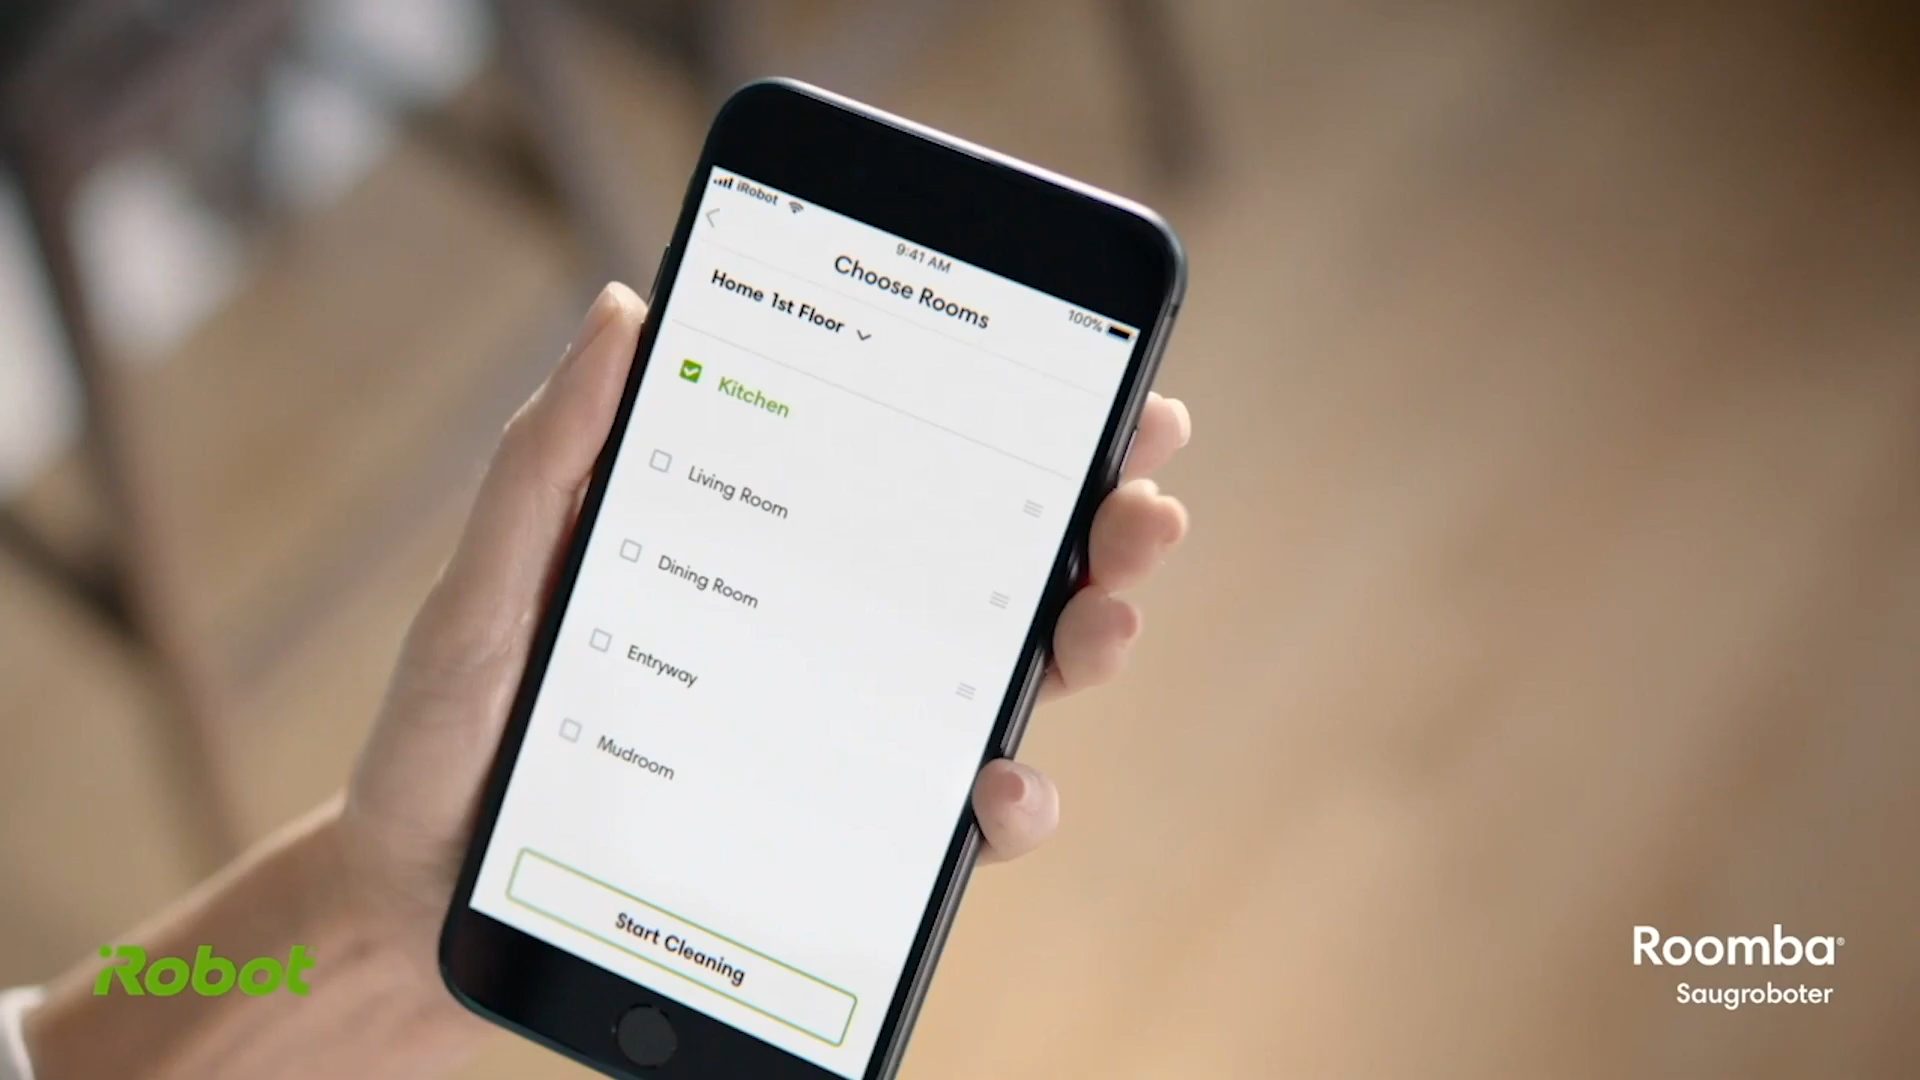 iRobot
9:41 AM
100%
Choose Rooms
Home 1st Floor
Kitchen
Living Room
Dining Room
Entryway
Mudroom
Start Cleaning
iRobot
Roomba®
Saugroboter